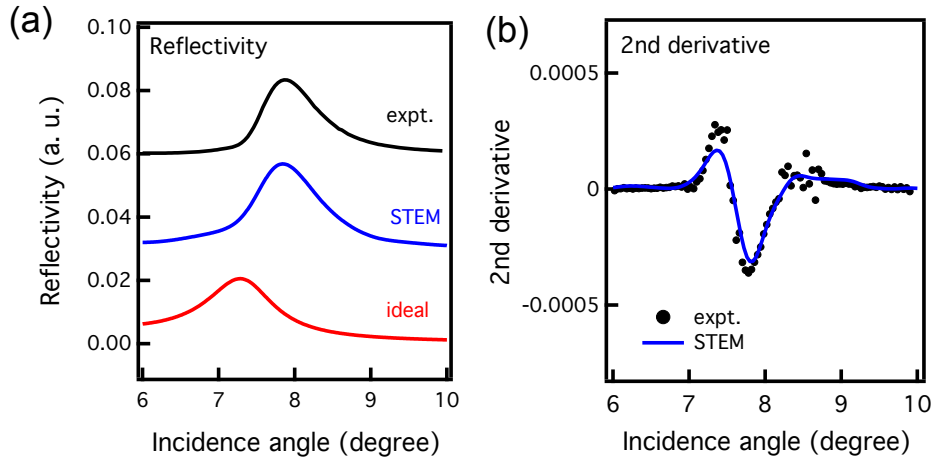 (a)
Reflectivity
0.10
0.08
0.06
0.04
0.02
0.00
Reflectivity (a. u.)
expt.
STEM
ideal
6 7 8 9 10
Incidence angle (degree)
(b)
2nd derivative
0.0005
0
-0.0005
2nd derivative
expt.
STEM
6 7 8 9 10
Incidence angle (degree)